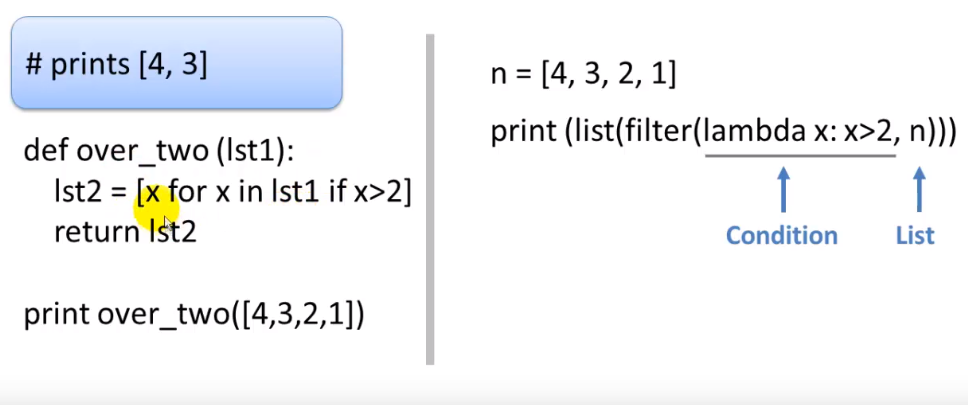 # prints [4, 3]
def over_two (lst1):
lst2 = [x for x in lst1 if x>2]
return lst2
print over_two([4,3,2,1])
n = [4, 3, 2, 1]
print (list(filter(lambda x: x>2, n)))
Condition
List